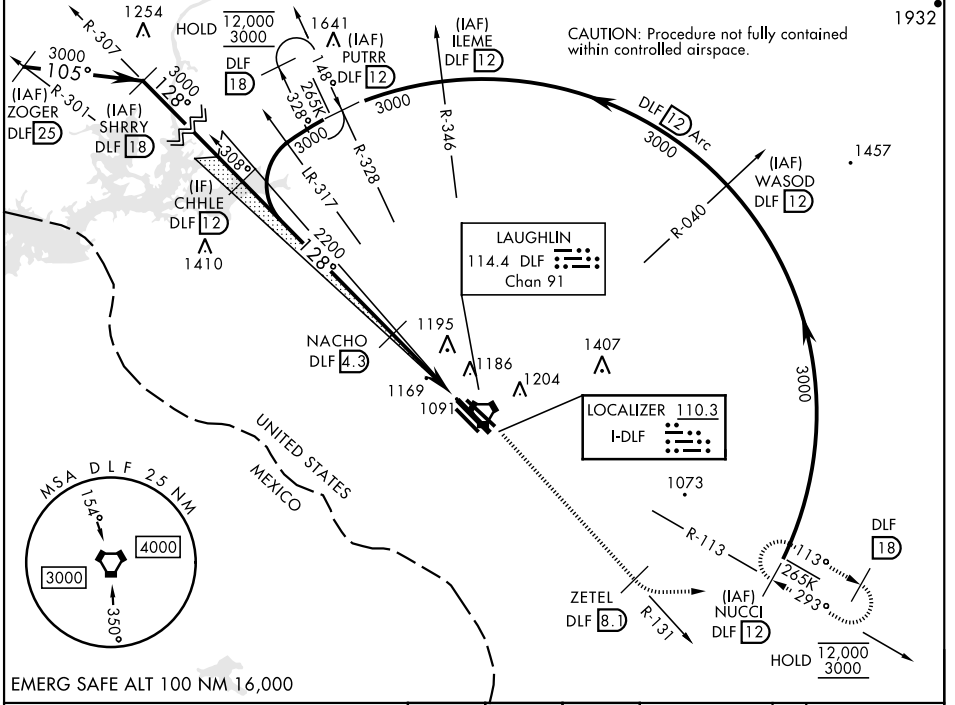 1254
R-307
HOLD
12,000
3000
1641
(IAF)
PUTRR
DLF 12
(IAF)
ILEME
DLF 12
CAUTION: Procedure not fully contained
within controlled airspace.
1932
3000
105°
R-301
(IAF)
ZOGER
DLF 25
3000
128°
(IAF)
SHRRY
DLF 18
DLF
18
148°
265K
328°
3000
3000
R-328
R-346
DLF 12 Arc
3000
1457
(IAF)
WASOD
DLF 12
R-040
308°
LR-317
(IF)
CHHLE
DLF 12
1410
2200
128°
LAUGHLIN
114.4 DLF
Chan 91
NACHO
DLF 4.3
1195
1186
1204
1407
1169
1091
3000
LOCALIZER 110.3
I-DLF
UNITED STATES
MEXICO
1073
R-113
DLF
18
113°
265K
293°
(IAF)
NUCCI
DLF 12
HOLD
12,000
3000
ZETEL
DLF 8.1
R-131
MSA DLF 25 NM
154°
4000
3000
350°
EMERG SAFE ALT 100 NM 16,000